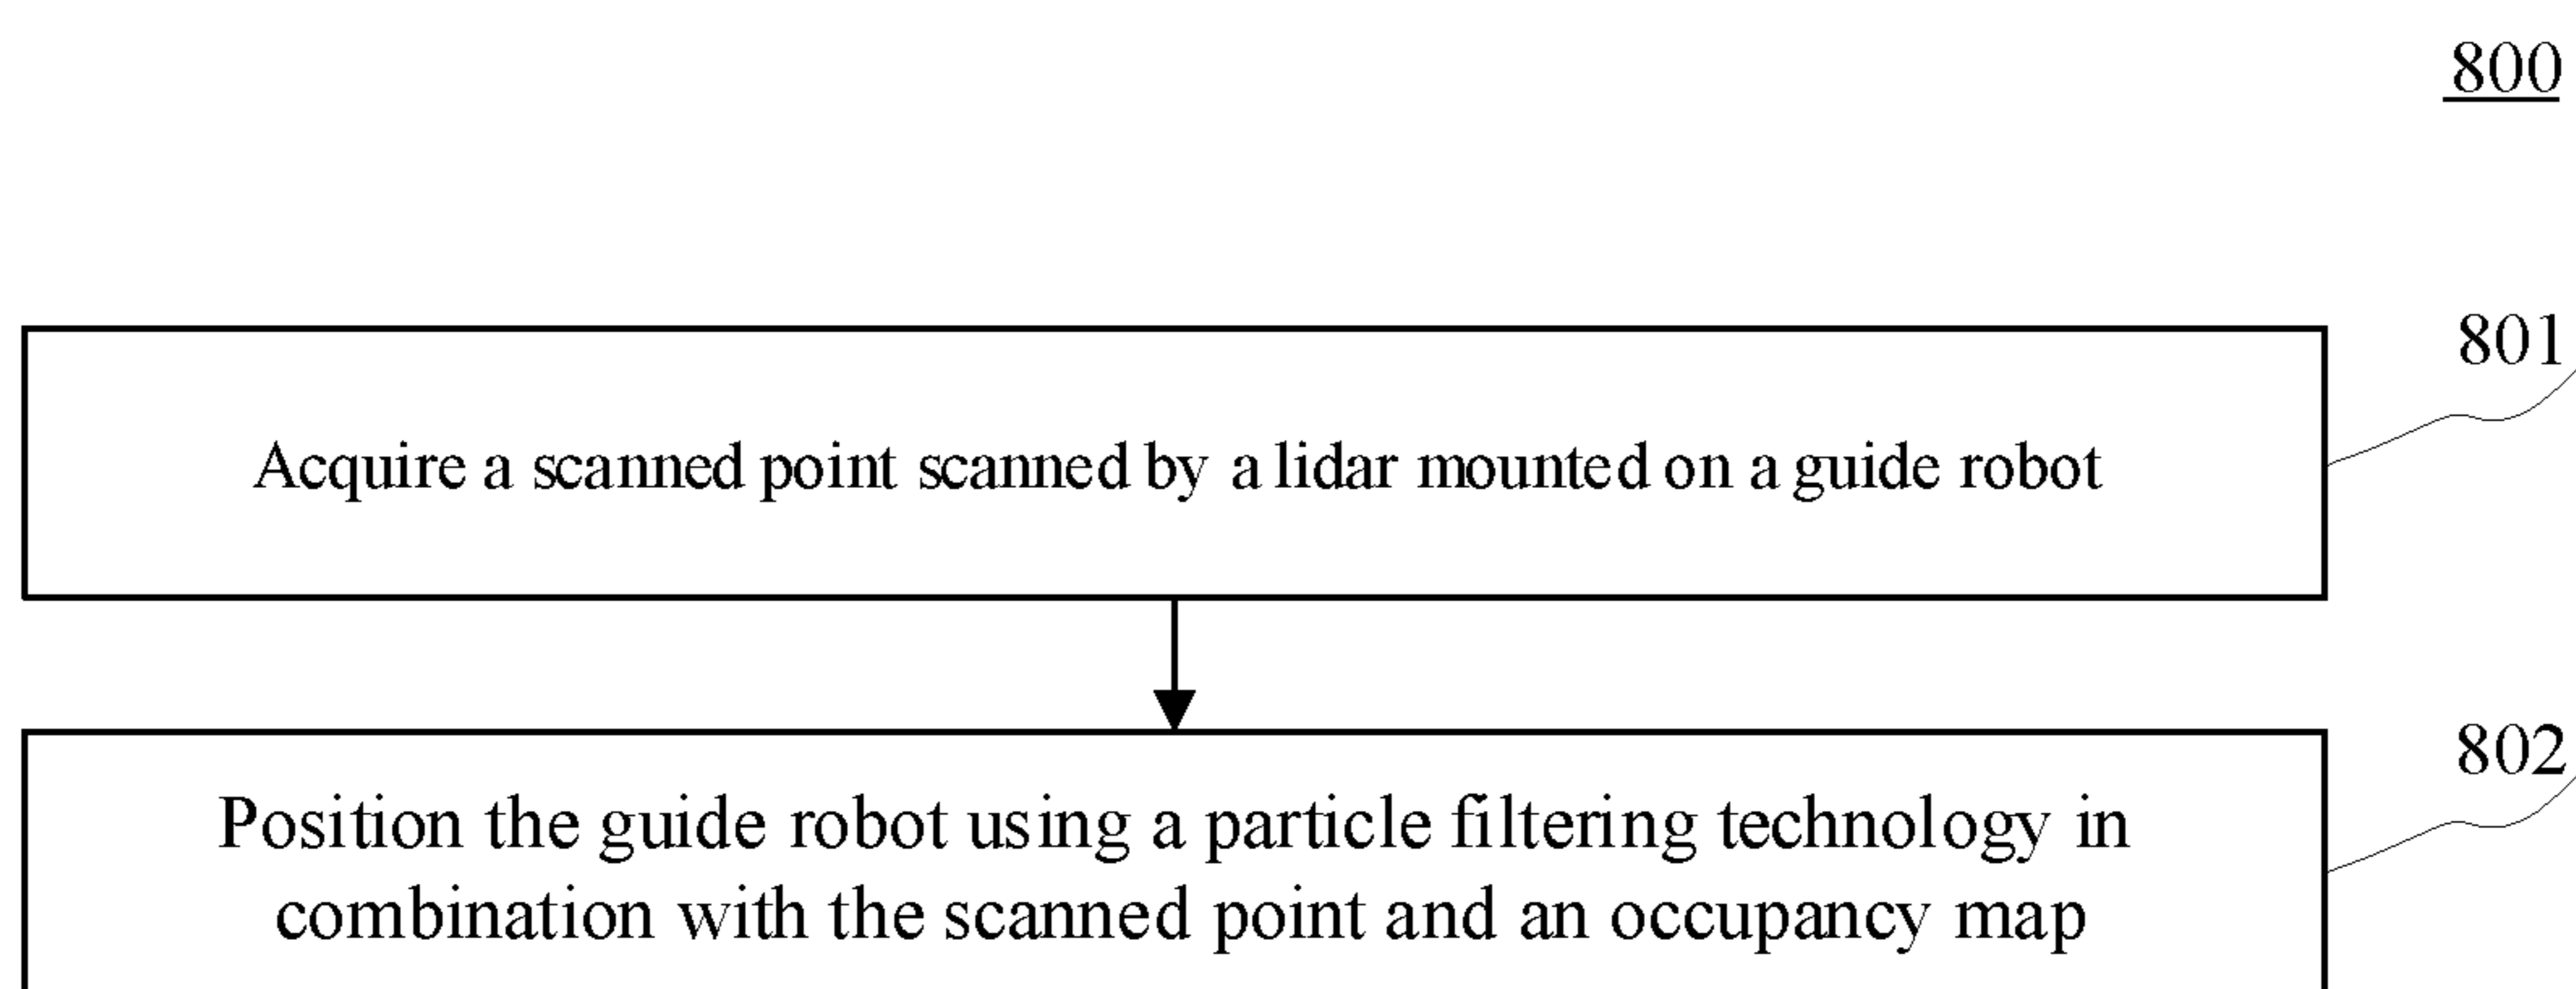 800
801
Acquire a scanned point scanned by a lidar mounted on a guide robot
802
Position the guide robot using a particle filtering technology in
combination with the scanned point and an occupancy map